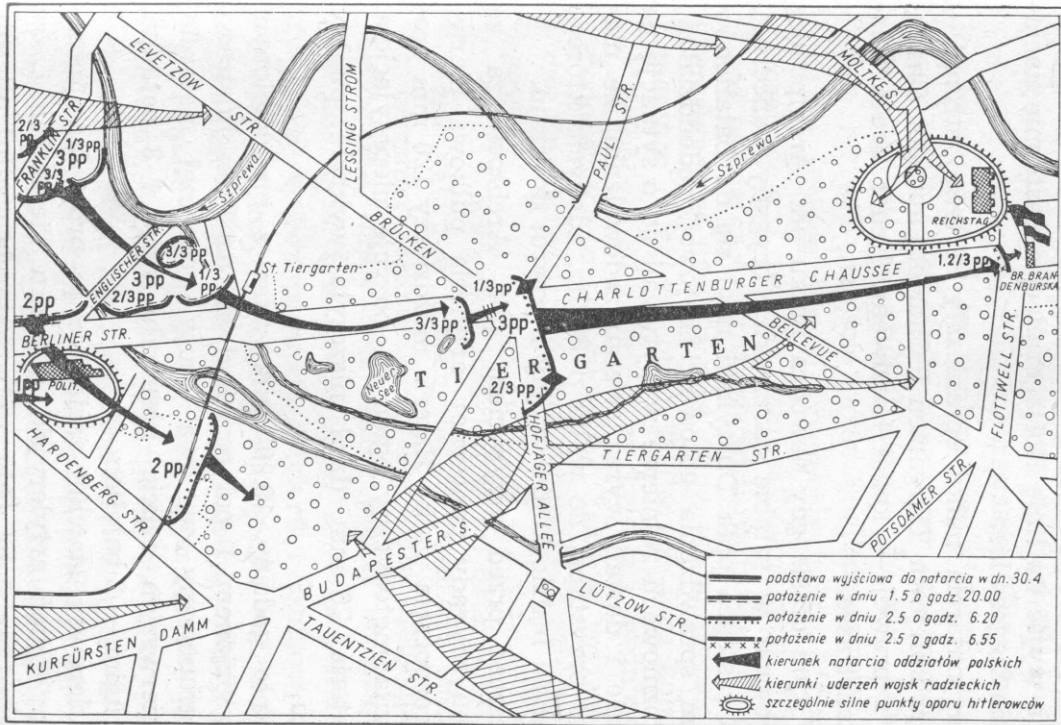 LEVETZOW STR.
LESSING STROM
PAUL STR.
MOLTKE S.
FRANKLIN STR.
2/3 PP
1/3 PP
3 pp
3/3 PP
Szprewa
Szprewa
BRÜCKEN
REICHSTAG
ENGLISCHER STR.
3/3 pp
3 pp
1/3 PP
2/3 pp
St. Tiergarten
1/3 pp
CHARLOTTENBURGER CHAUSSEE
1,2/3 pp
BR. BRAN-
DENBURSKA
2 pp
BERLINER STR.
3/3 pp
3 pp
BELLEVUE
FLOTTWELL STR.
1 pp
POLIT.
Neuer See
TIERGARTEN
2/3 pp
HARDENBERG STR.
2 pp
HOFJÄGER ALLEE
TIERGARTEN STR.
POTSDAMER STR.
BUDAPESTER S.
LÜTZOW STR.
KURFÜRSTEN DAMM
TAUENTZIEN STR.
podstawa wyjściowa do natarcia w dn. 30.4
położenie w dniu 1.5 o godz. 20.00
położenie w dniu 2.5 o godz. 6.20
położenie w dniu 2.5 o godz. 6.55
kierunek natarcia oddziałów polskich
kierunki uderzeń wojsk radzieckich
szczególnie silne punkty oporu hitlerowców